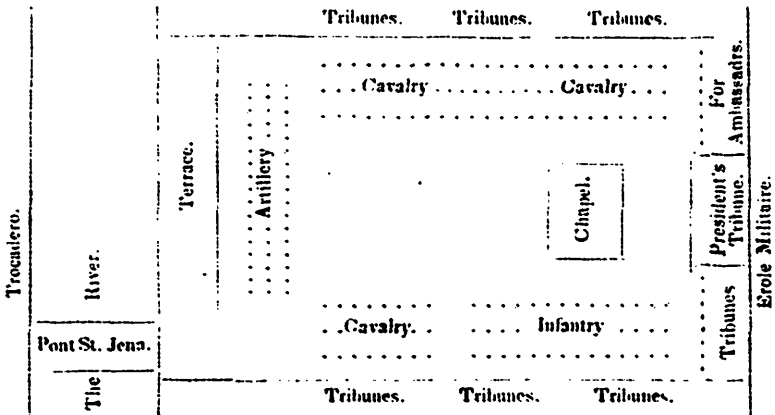 Tribunes. Tribunes. Tribunes.
Cavalry Cavalry
For
Ambassadrs.
Trocadero.
The River.
Pont St. Jena.
Terrace.
Artillery
Chapel.
President's
Tribune.
Erole Militaire.
Cavalry. Infantry
Tribunes
Tribunes. Tribunes. Tribunes.